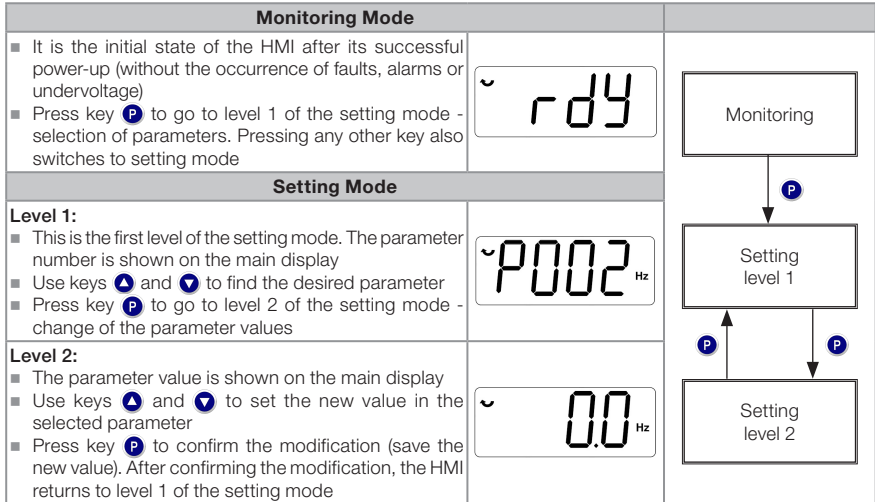 Monitoring Mode
■ It is the initial state of the HMI after its successful
power-up (without the occurrence of faults, alarms or
undervoltage)
■ Press key P to go to level 1 of the setting mode -
selection of parameters. Pressing any other key also
switches to setting mode
rdy
Setting Mode
Level 1:
■ This is the first level of the setting mode. The parameter
number is shown on the main display
■ Use keys and to find the desired parameter
■ Press key P to go to level 2 of the setting mode -
change of the parameter values
P002 Hz
Level 2:
■ The parameter value is shown on the main display
■ Use keys and to set the new value in the
selected parameter
■ Press key P to confirm the modification (save the
new value). After confirming the modification, the HMI
returns to level 1 of the setting mode
0.0 Hz
Monitoring
P
Setting
level 1
P P
Setting
level 2